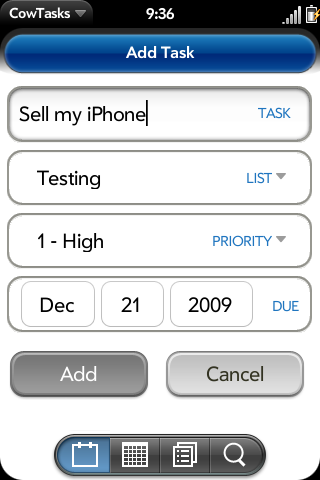 CowTasks 9:36
Add Task
Sell my iPhone TASK
Testing LIST
1 - High PRIORITY
Dec 21 2009 DUE
Add Cancel